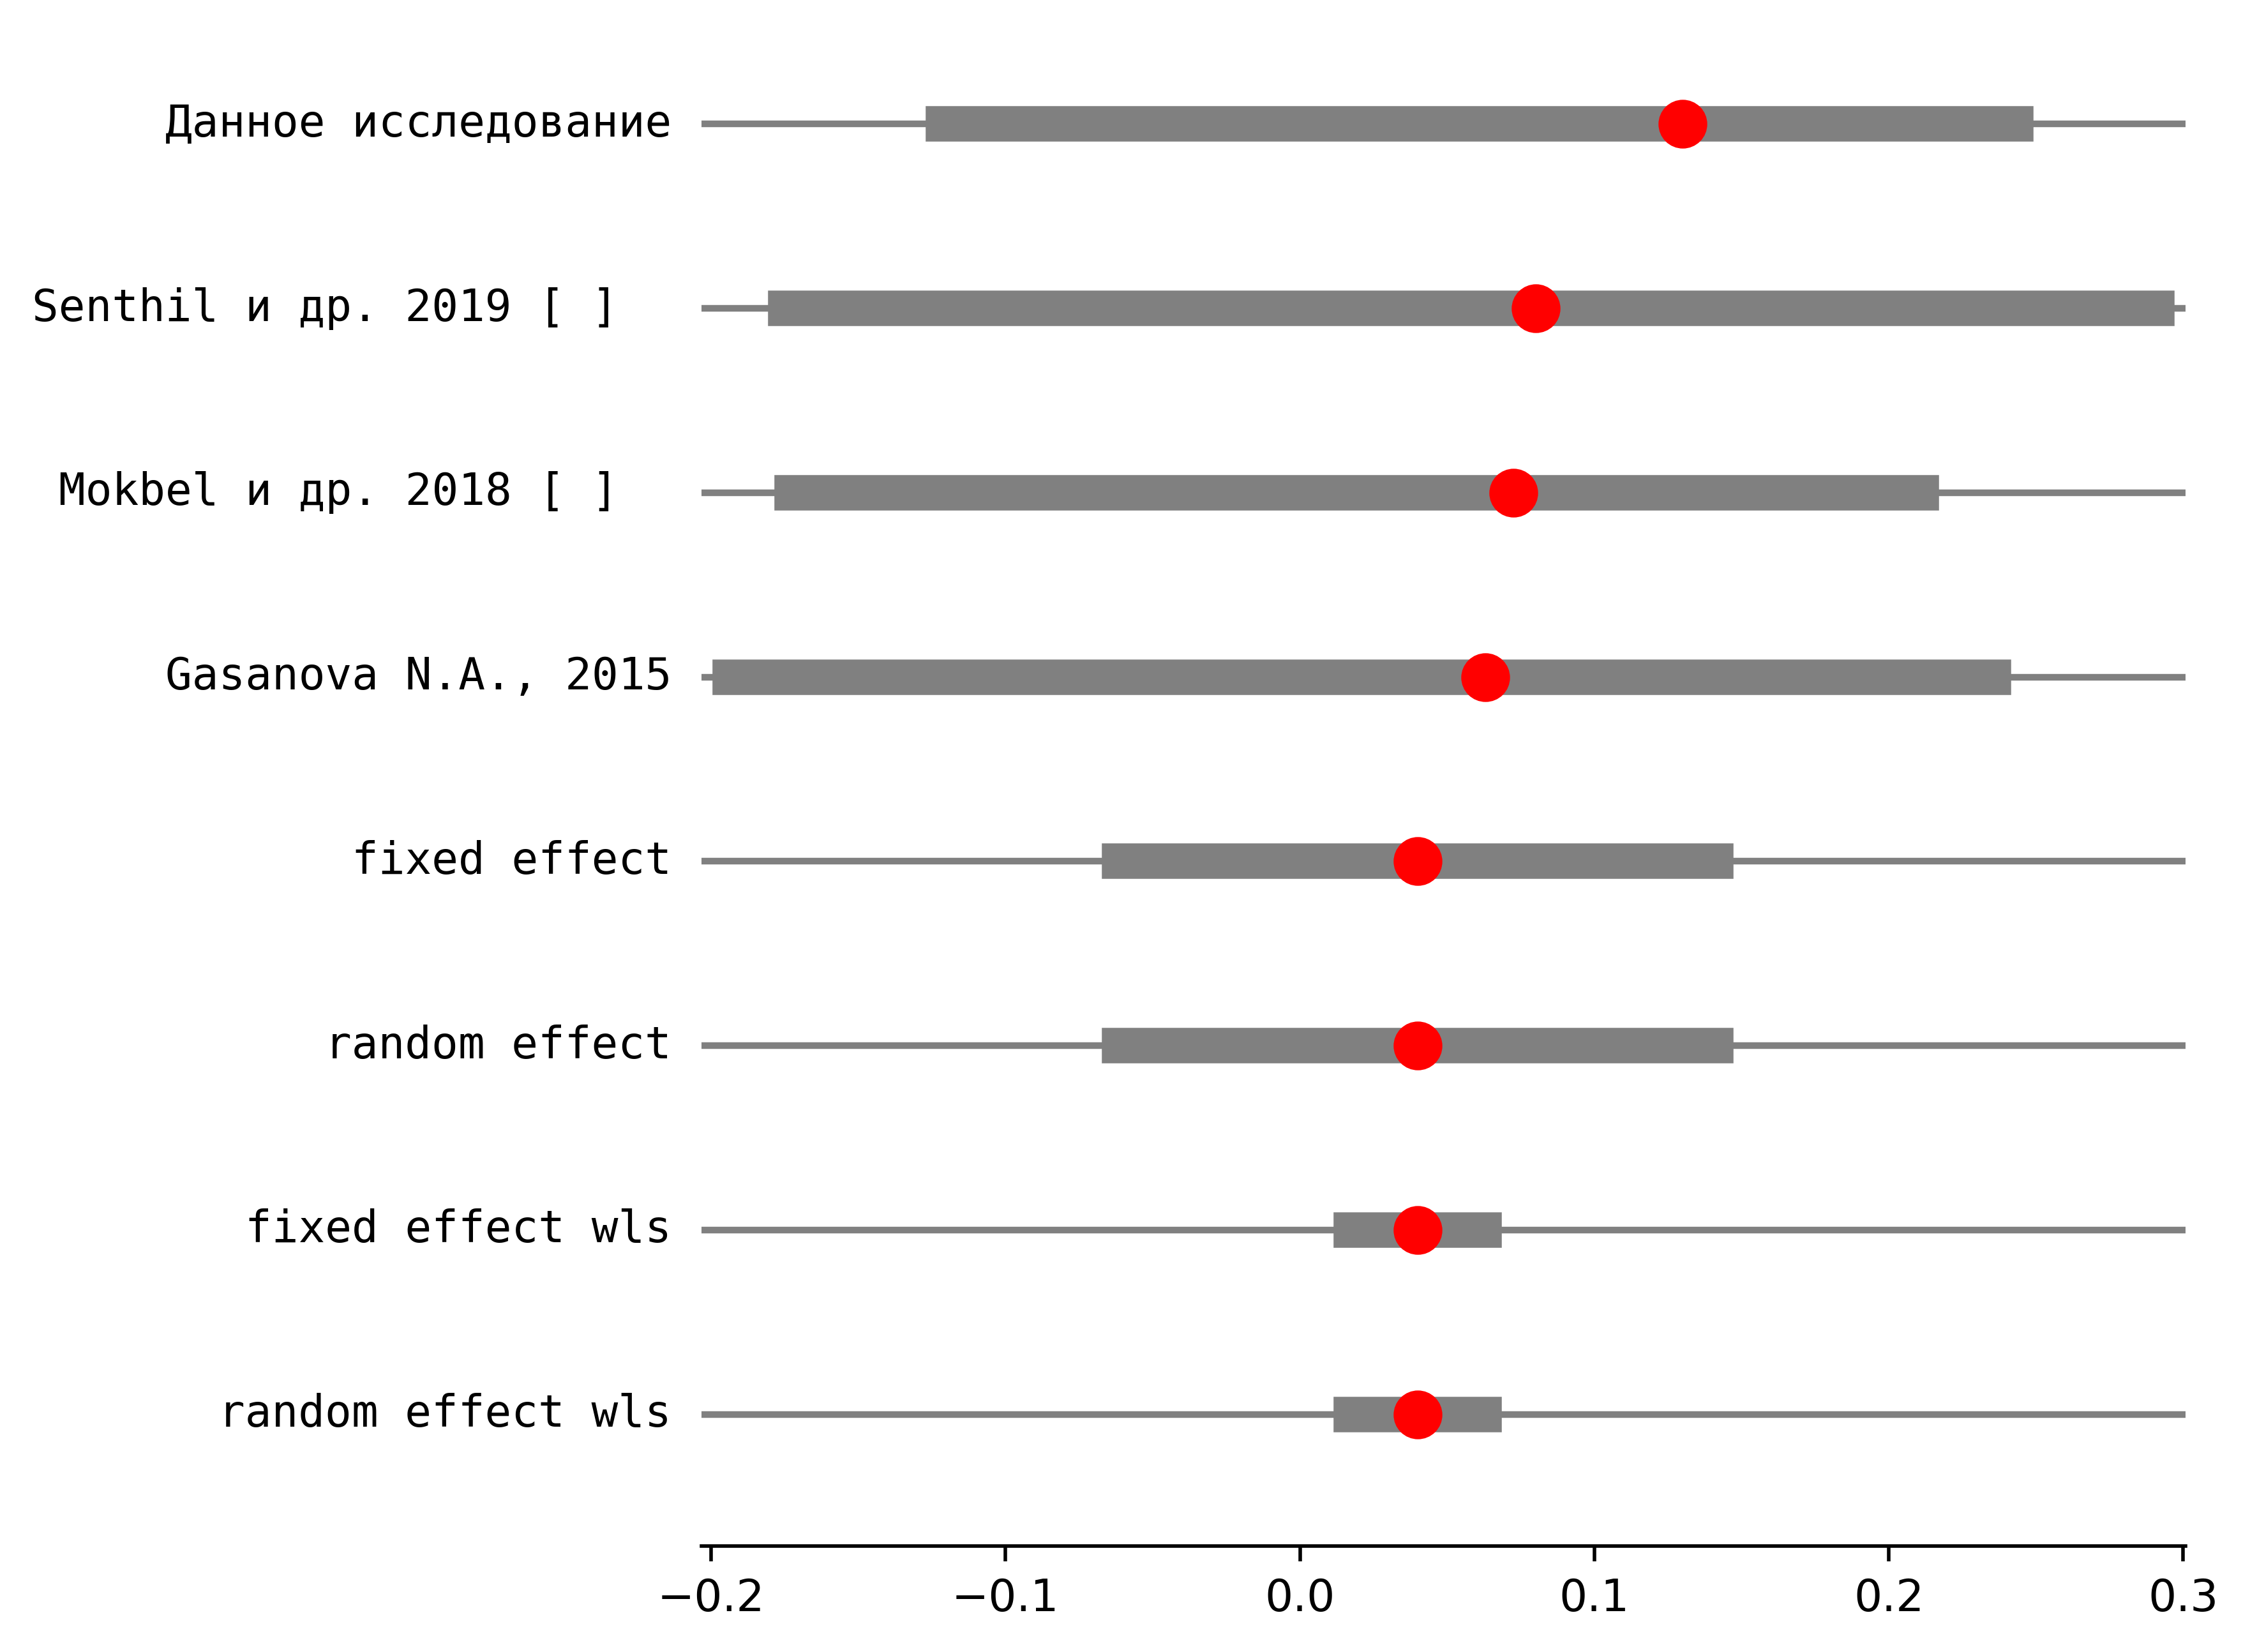 Данное исследование
Senthil и др. 2019 [ ]
Mokbel и др. 2018 [ ]
Gasanova N.A., 2015
fixed effect
random effect
fixed effect wls
random effect wls
−0.2 −0.1 0.0 0.1 0.2 0.3